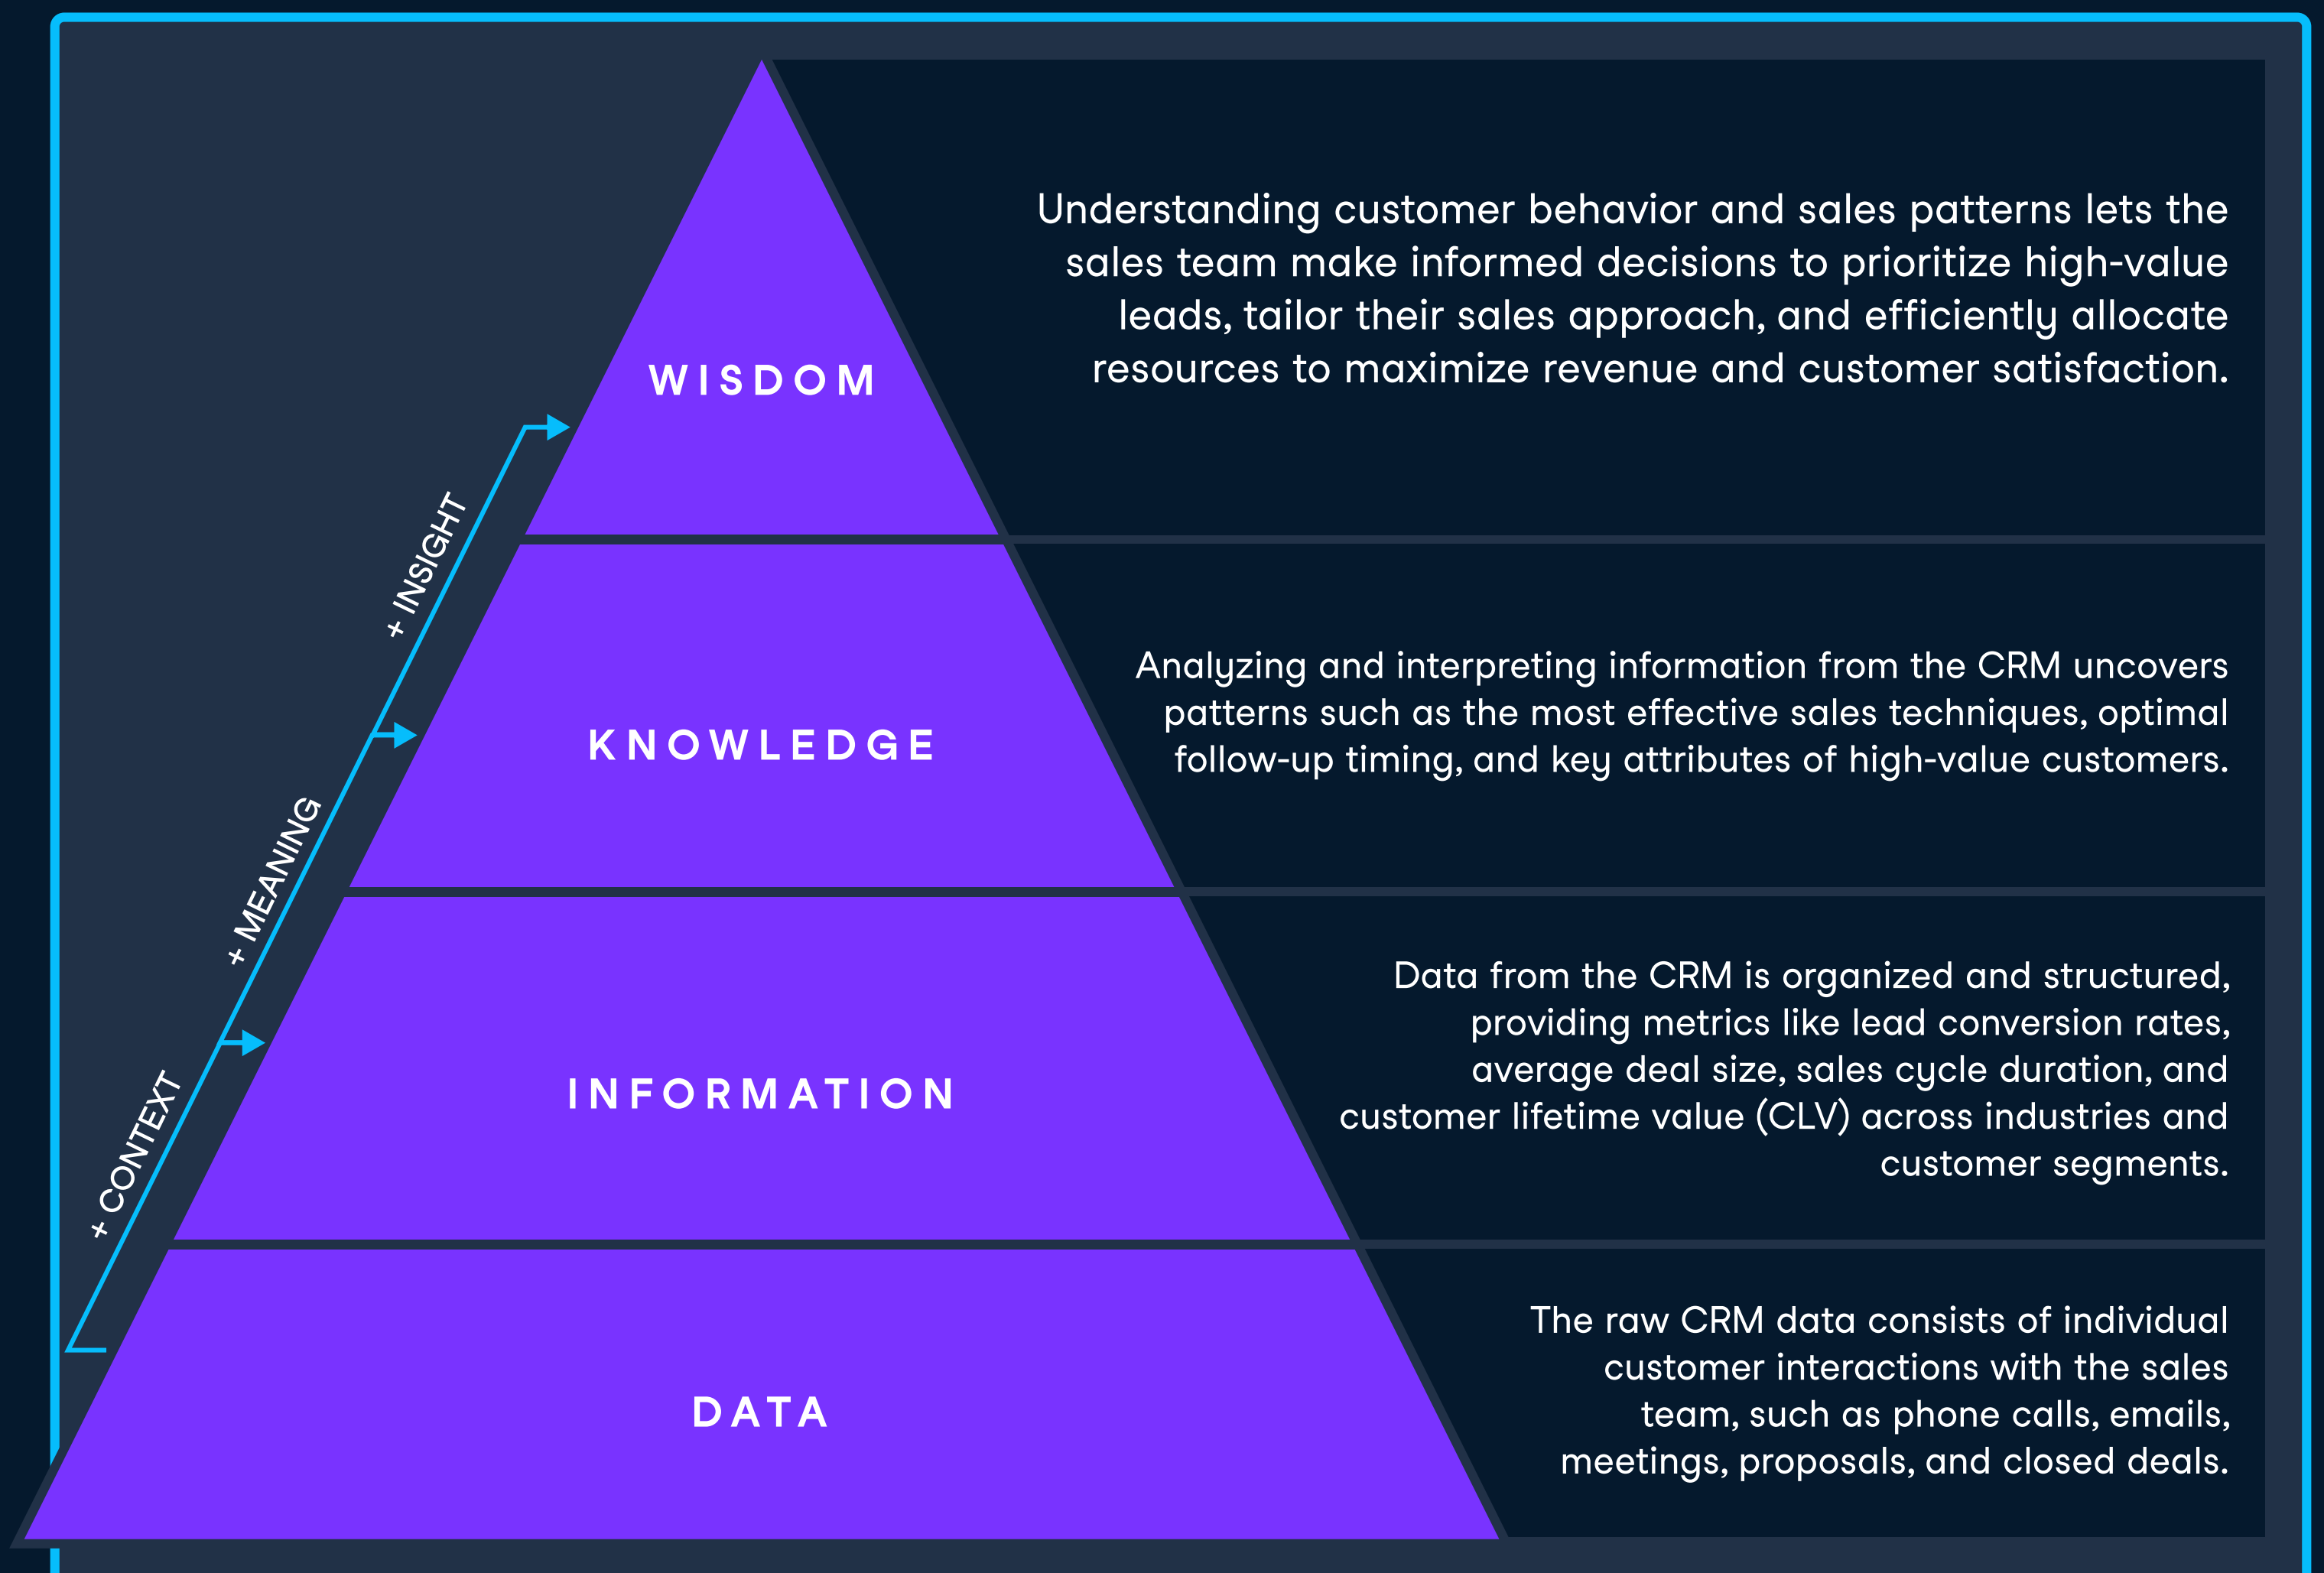 WISDOM
Understanding customer behavior and sales patterns lets the
sales team make informed decisions to prioritize high-value
leads, tailor their sales approach, and efficiently allocate
resources to maximize revenue and customer satisfaction.
+ INSIGHT
KNOWLEDGE
Analyzing and interpreting information from the CRM uncovers
patterns such as the most effective sales techniques, optimal
follow-up timing, and key attributes of high-value customers.
+ MEANING
INFORMATION
Data from the CRM is organized and structured,
providing metrics like lead conversion rates,
average deal size, sales cycle duration, and
customer lifetime value (CLV) across industries and
customer segments.
+ CONTEXT
DATA
The raw CRM data consists of individual
customer interactions with the sales
team, such as phone calls, emails,
meetings, proposals, and closed deals.